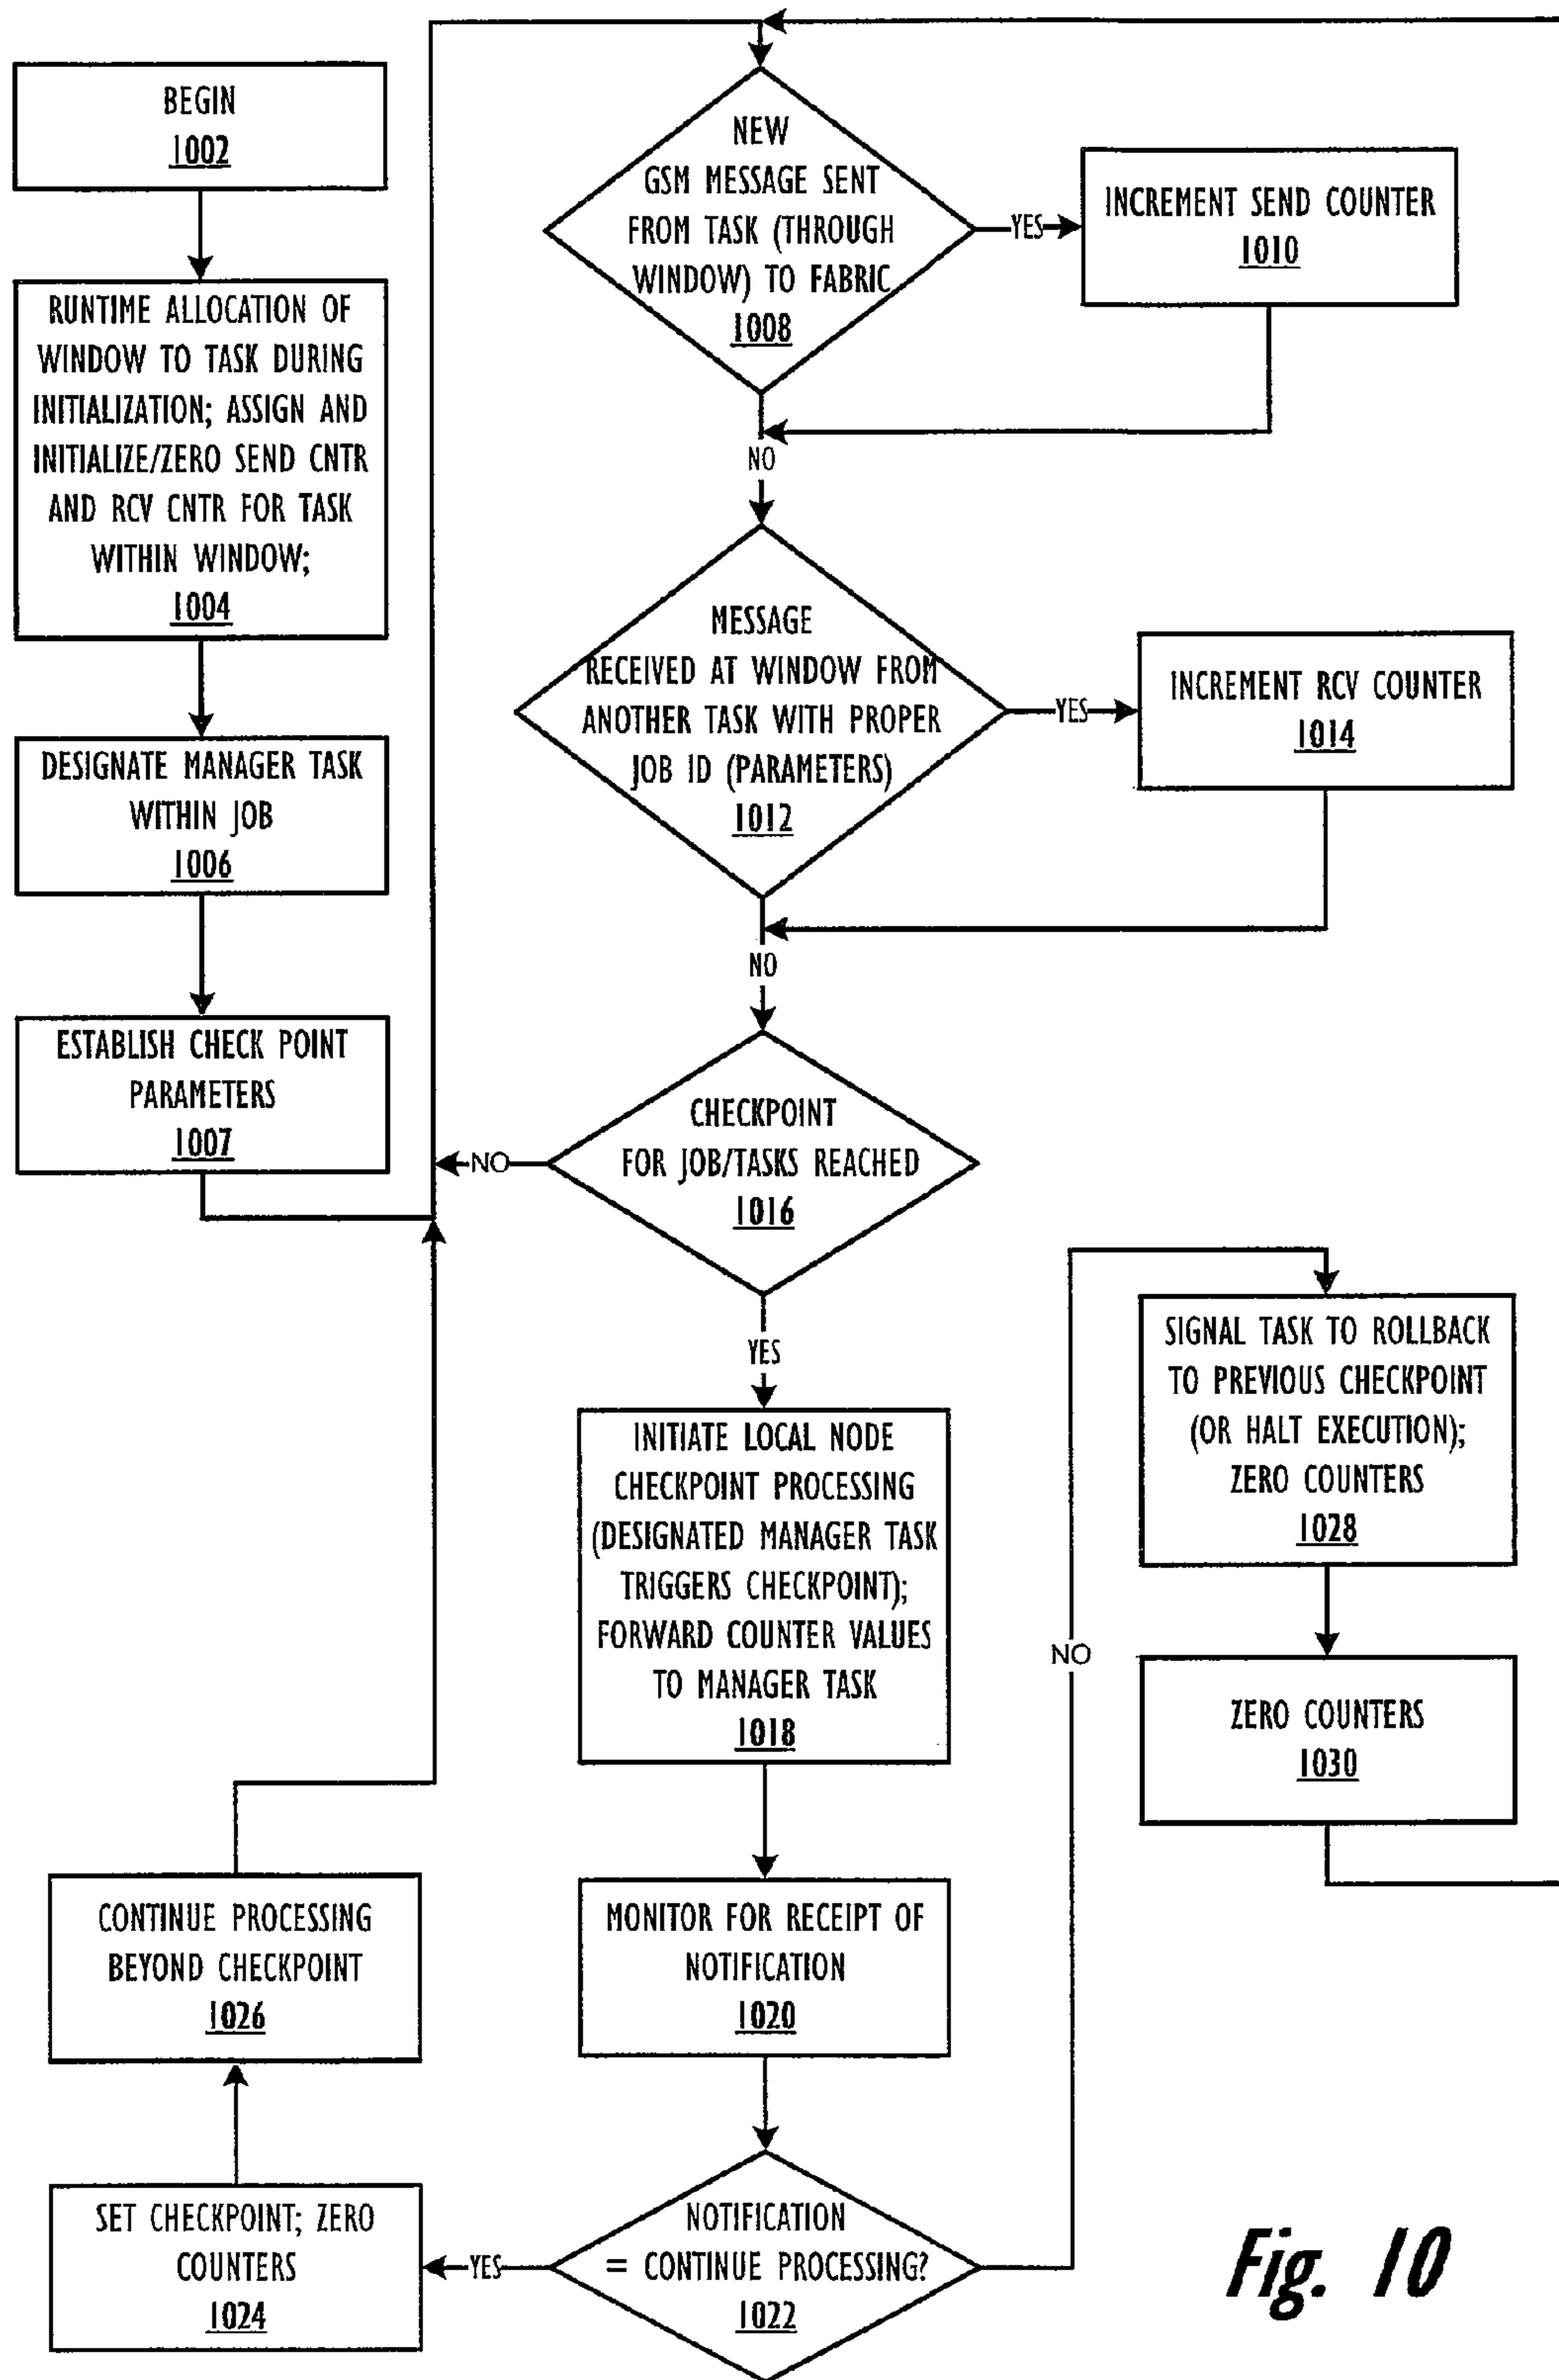 BEGIN
1002
RUNTIME ALLOCATION OF
WINDOW TO TASK DURING
INITIALIZATION; ASSIGN AND
INITIALIZE/ZERO SEND CNTR
AND RCV CNTR FOR TASK
WITHIN WINDOW;
1004
DESIGNATE MANAGER TASK
WITHIN JOB
1006
ESTABLISH CHECK POINT
PARAMETERS
1007
NEW
GSM MESSAGE SENT
FROM TASK (THROUGH
WINDOW) TO FABRIC
1008
YES
INCREMENT SEND COUNTER
1010
NO
MESSAGE
RECEIVED AT WINDOW FROM
ANOTHER TASK WITH PROPER
JOB ID (PARAMETERS)
1012
YES
INCREMENT RCV COUNTER
1014
NO
CHECKPOINT
FOR JOB/TASKS REACHED
1016
NO
YES
INITIATE LOCAL NODE
CHECKPOINT PROCESSING
(DESIGNATED MANAGER TASK
TRIGGERS CHECKPOINT);
FORWARD COUNTER VALUES
TO MANAGER TASK
1018
MONITOR FOR RECEIPT OF
NOTIFICATION
1020
NOTIFICATION
= CONTINUE PROCESSING?
1022
YES
SET CHECKPOINT; ZERO
COUNTERS
1024
CONTINUE PROCESSING
BEYOND CHECKPOINT
1026
NO
SIGNAL TASK TO ROLLBACK
TO PREVIOUS CHECKPOINT
(OR HALT EXECUTION);
ZERO COUNTERS
1028
ZERO COUNTERS
1030
Fig. 10